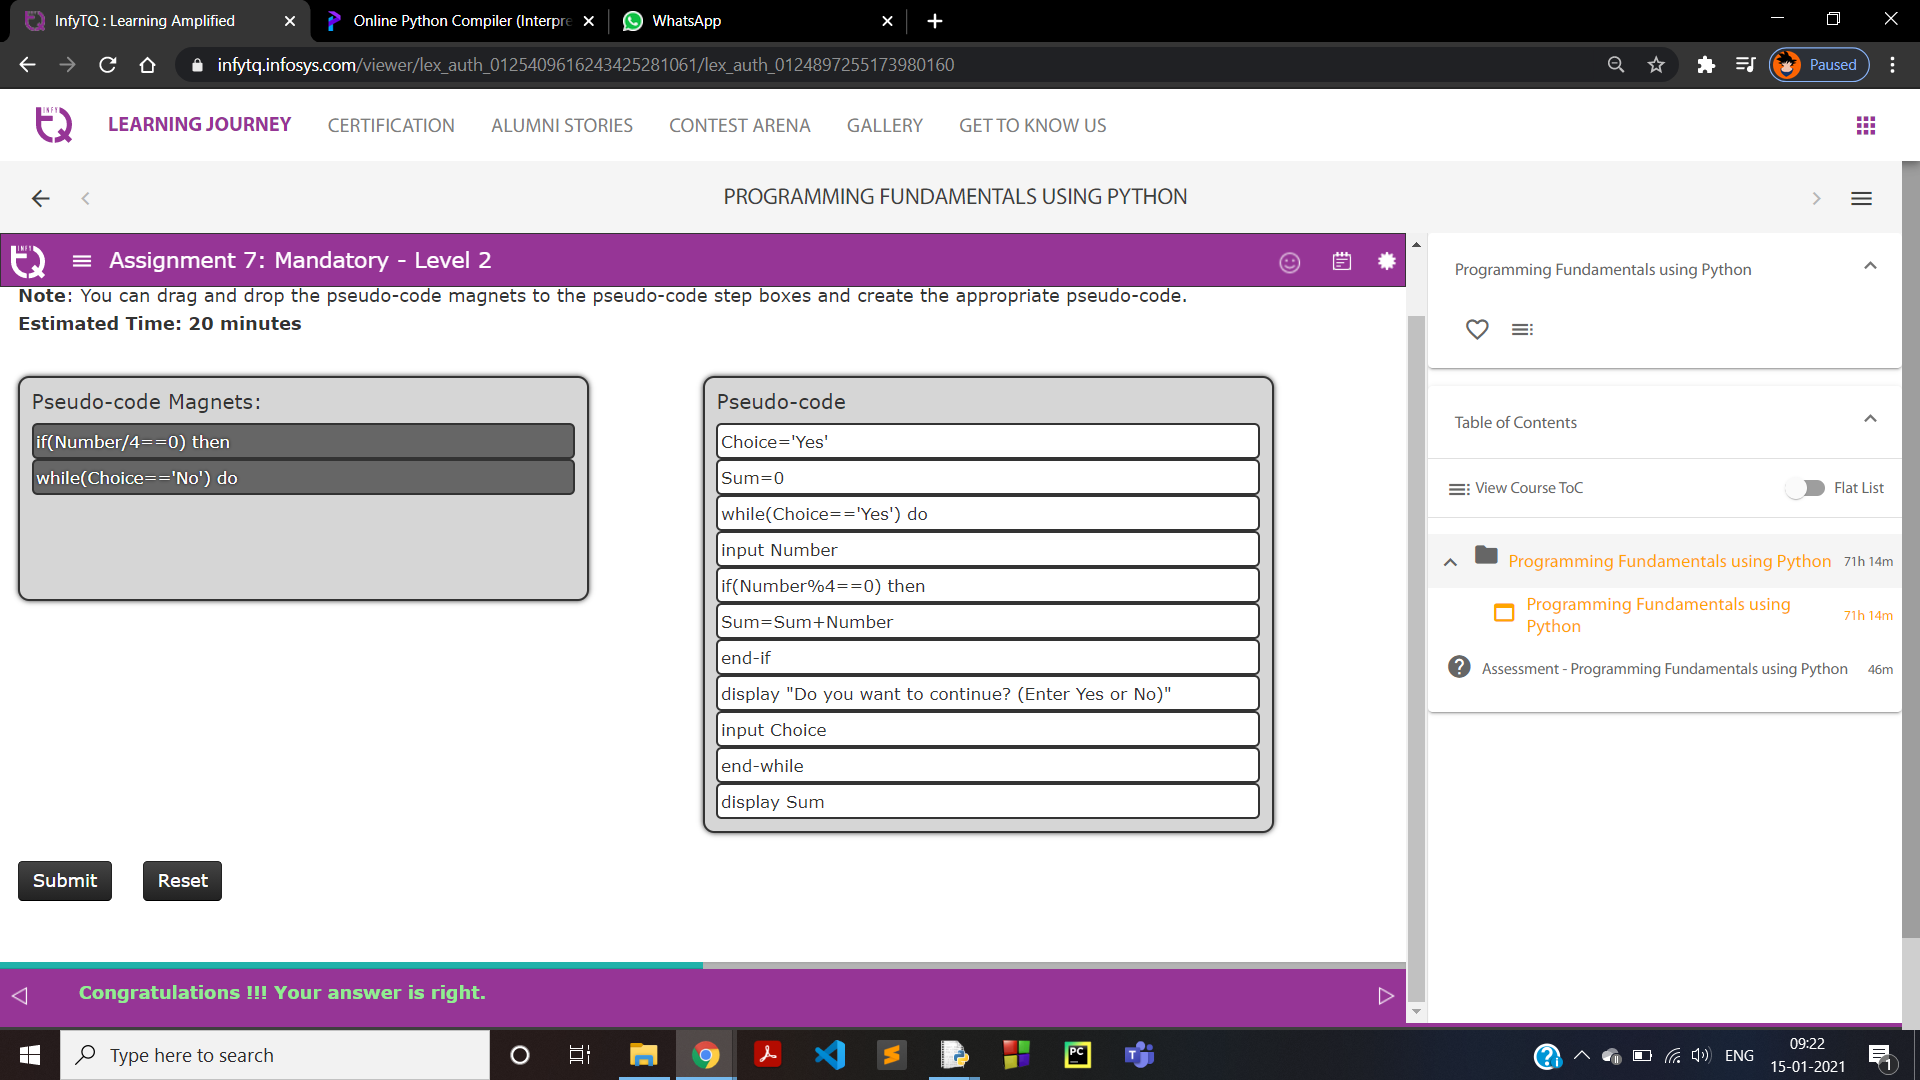 InfyTQ : Learning Amplified
Online Python Compiler (Interpre
WhatsApp
infytq.infosys.com/viewer/lex_auth_0125409616243425281061/lex_auth_0124897255173980160
Paused
LEARNING JOURNEY
CERTIFICATION
ALUMNI STORIES
CONTEST ARENA
GALLERY
GET TO KNOW US
PROGRAMMING FUNDAMENTALS USING PYTHON
Assignment 7: Mandatory - Level 2
Note: You can drag and drop the pseudo-code magnets to the pseudo-code step boxes and create the appropriate pseudo-code.
Estimated Time: 20 minutes
Pseudo-code Magnets:
if(Number/4==0) then
while(Choice=='No') do
Pseudo-code
Choice='Yes'
Sum=0
while(Choice=='Yes') do
input Number
if(Number%4==0) then
Sum=Sum+Number
end-if
display "Do you want to continue? (Enter Yes or No)"
input Choice
end-while
display Sum
Submit
Reset
Congratulations !!! Your answer is right.
Programming Fundamentals using Python
Table of Contents
View Course ToC
Flat List
Programming Fundamentals using Python 71h 14m
Programming Fundamentals using
Python
71h 14m
Assessment - Programming Fundamentals using Python 46m
Type here to search
ENG
09:22
15-01-2021
1